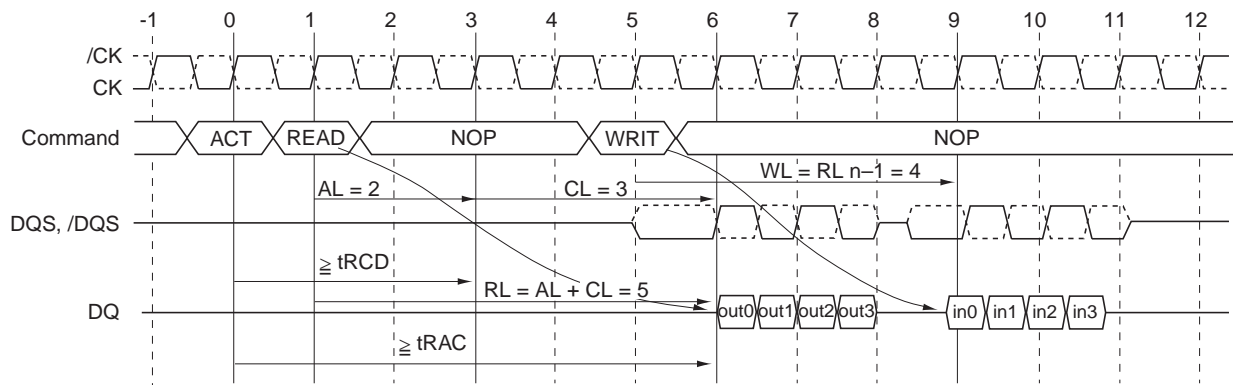 -1 0 1 2 3 4 5 6 7 8 9 10 11 12
/CK
CK
Command ACT READ NOP WRIT NOP
WL = RL n–1 = 4
AL = 2 CL = 3
DQS, /DQS
≧ tRCD
RL = AL + CL = 5
DQ out0 out1 out2 out3 in0 in1 in2 in3
≧ tRAC